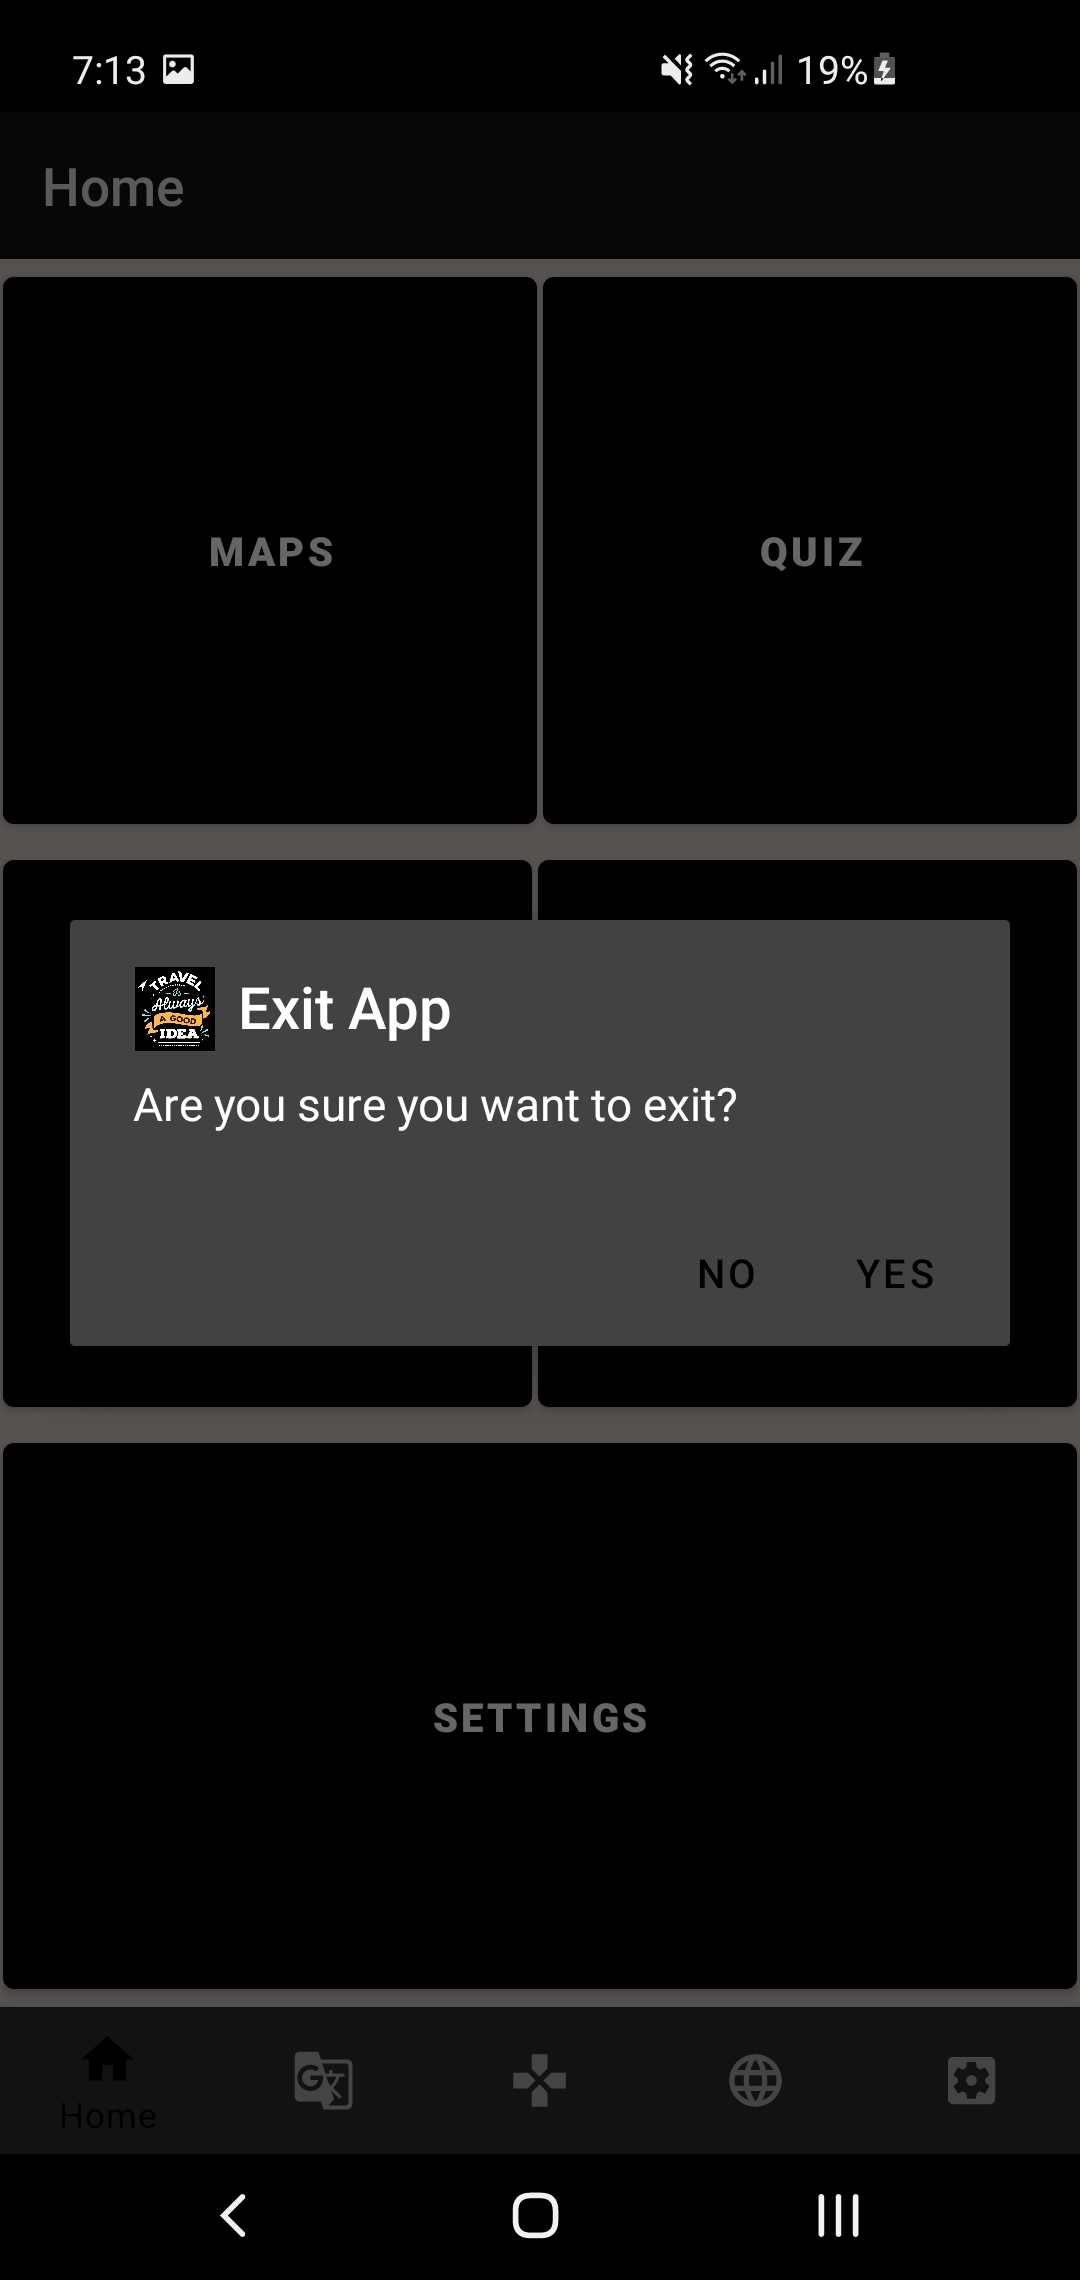 7:13
19%
Home
MAPS
QUIZ
TRAVEL
is
Always
A GOOD
IDEA
Exit App
Are you sure you want to exit?
NO
YES
SETTINGS
Home